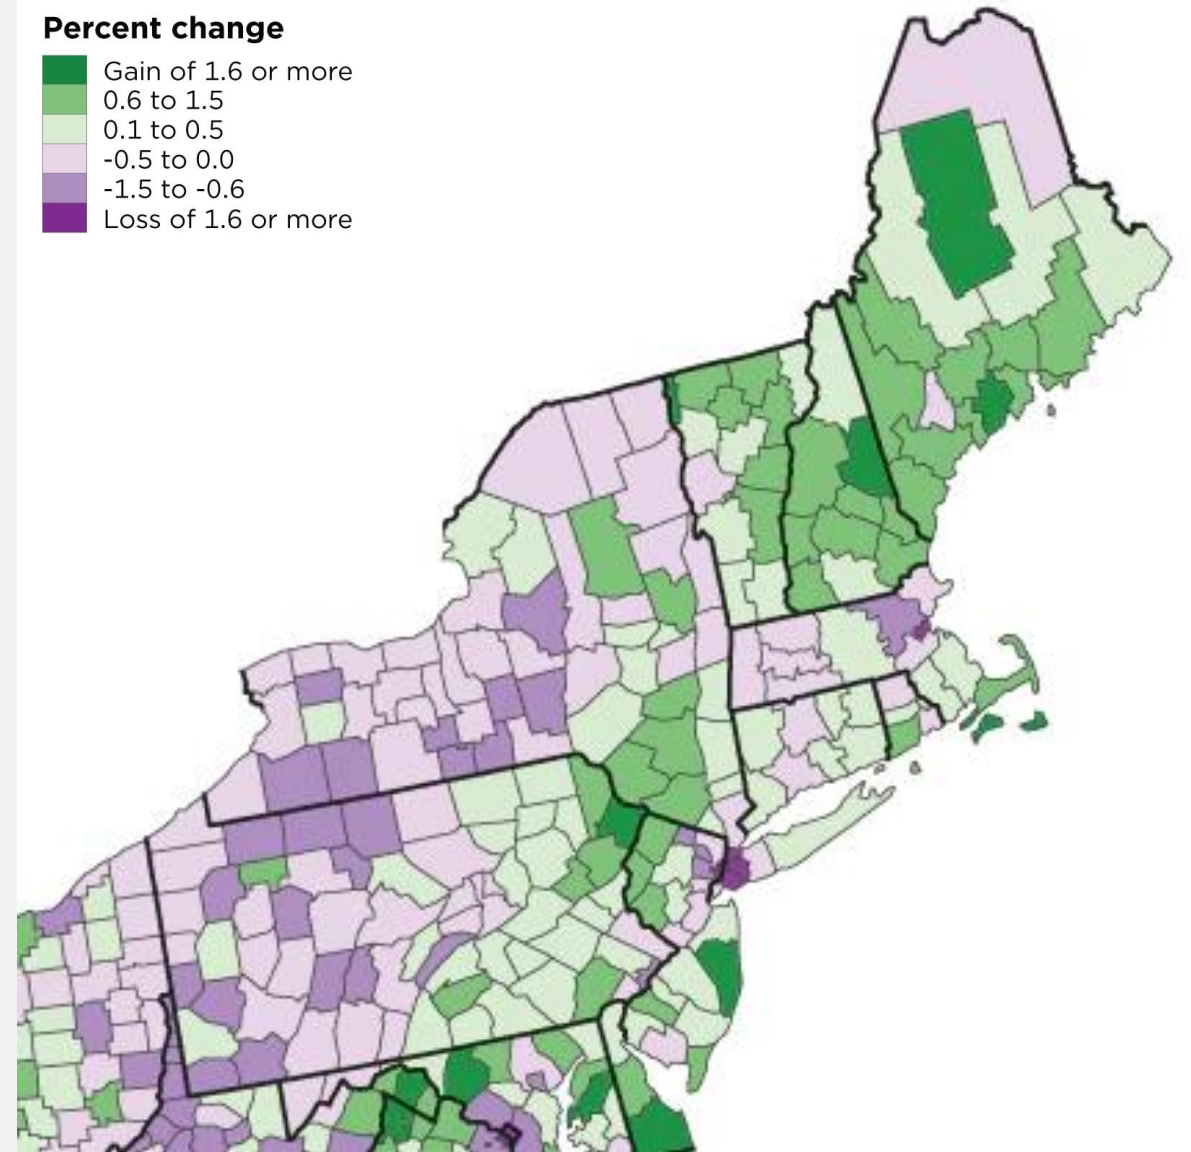 Percent change
Gain of 1.6 or more
0.6 to 1.5
0.1 to 0.5
-0.5 to 0.0
-1.5 to -0.6
Loss of 1.6 or more